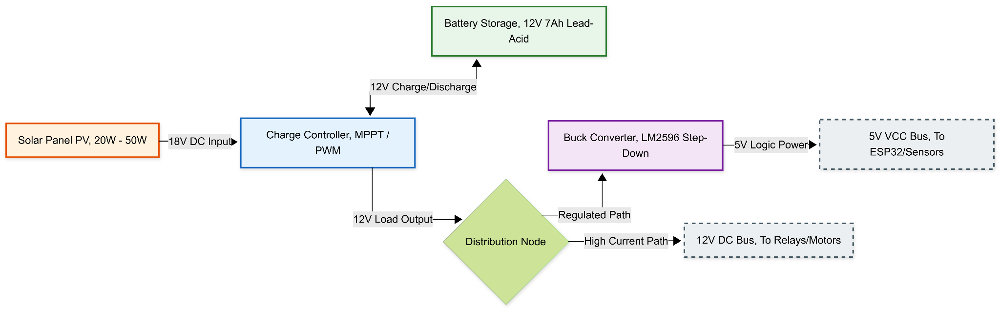 Battery Storage, 12V 7Ah Lead-
Acid
12V Charge/Discharge
Solar Panel PV, 20W - 50W
18V DC Input
Charge Controller, MPPT /
PWM
Buck Converter, LM2596 Step-
Down
5V Logic Power
5V VCC Bus, To
ESP32/Sensors
12V Load Output
Regulated Path
Distribution Node
High Current Path
12V DC Bus, To Relays/Motors